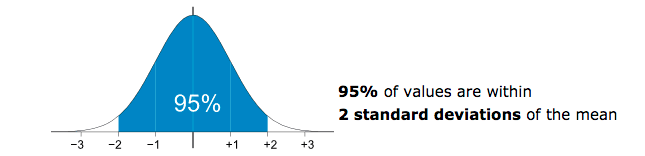 95%
−3 −2 −1 +1 +2 +3
95% of values are within
2 standard deviations of the mean